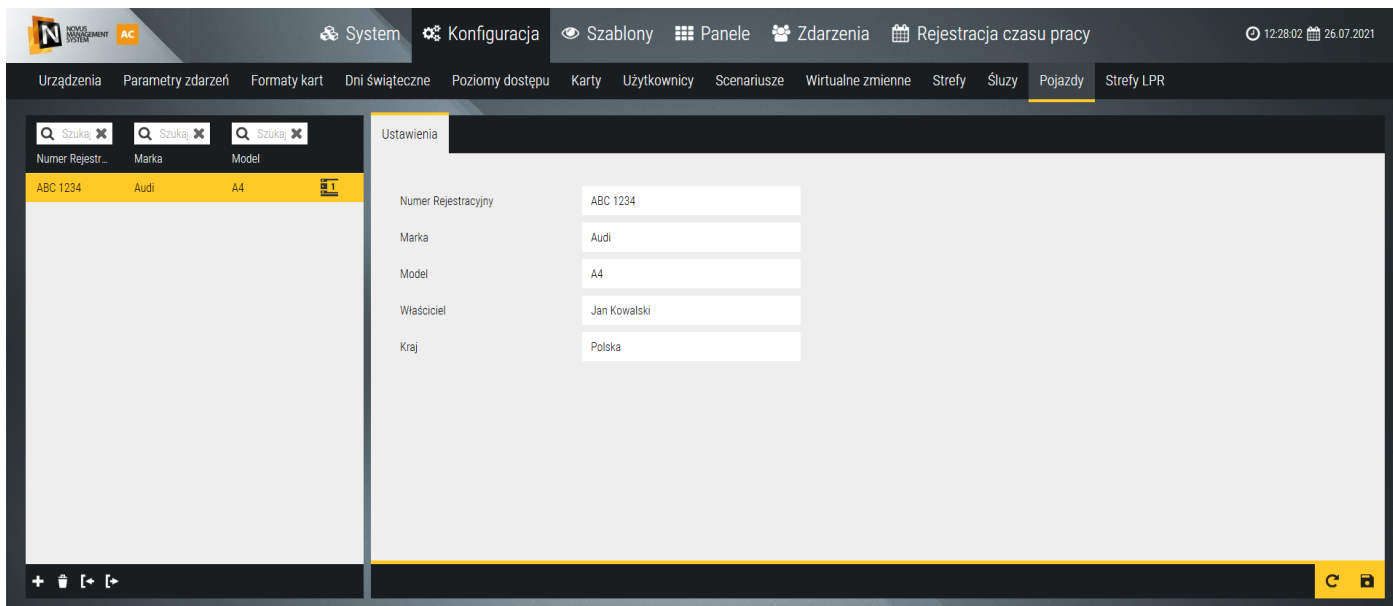 NOVUS
MANAGEMENT
SYSTEM
AC
System Konfiguracja Szablony Panele Zdarzenia Rejestracja czasu pracy 12:28:02 26.07.2021
Urządzenia Parametry zdarzeń Formaty kart Dni świąteczne Poziomy dostępu Karty Użytkownicy Scenariusze Wirtualne zmienne Strefy Śluzy Pojazdy Strefy LPR
Szukaj Szukaj Szukaj
Numer Rejestr... Marka Model
ABC 1234 Audi A4 1
Ustawienia
Numer Rejestracyjny ABC 1234
Marka Audi
Model A4
Właściciel Jan Kowalski
Kraj Polska